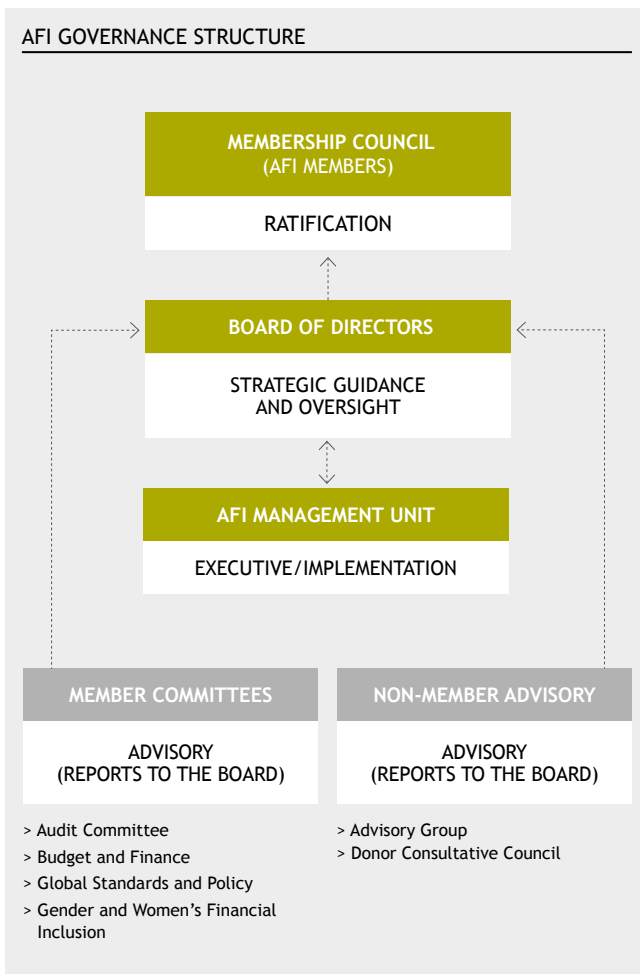 AFI GOVERNANCE STRUCTURE
MEMBERSHIP COUNCIL
(AFI MEMBERS)
RATIFICATION
BOARD OF DIRECTORS
STRATEGIC GUIDANCE
AND OVERSIGHT
AFI MANAGEMENT UNIT
EXECUTIVE/IMPLEMENTATION
MEMBER COMMITTEES
ADVISORY
(REPORTS TO THE BOARD)
> Audit Committee
> Budget and Finance
> Global Standards and Policy
> Gender and Women’s Financial
Inclusion
NON-MEMBER ADVISORY
ADVISORY
(REPORTS TO THE BOARD)
> Advisory Group
> Donor Consultative Council